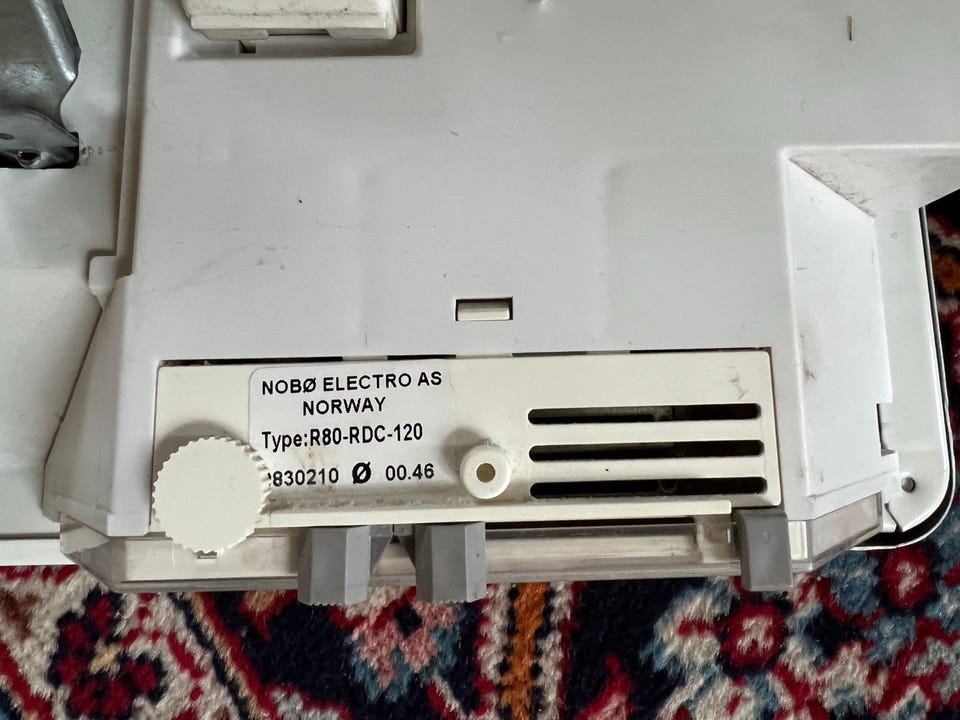 NOBØ ELECTRO AS
NORWAY
Type:R80-RDC-120
830210 Ø 00.46